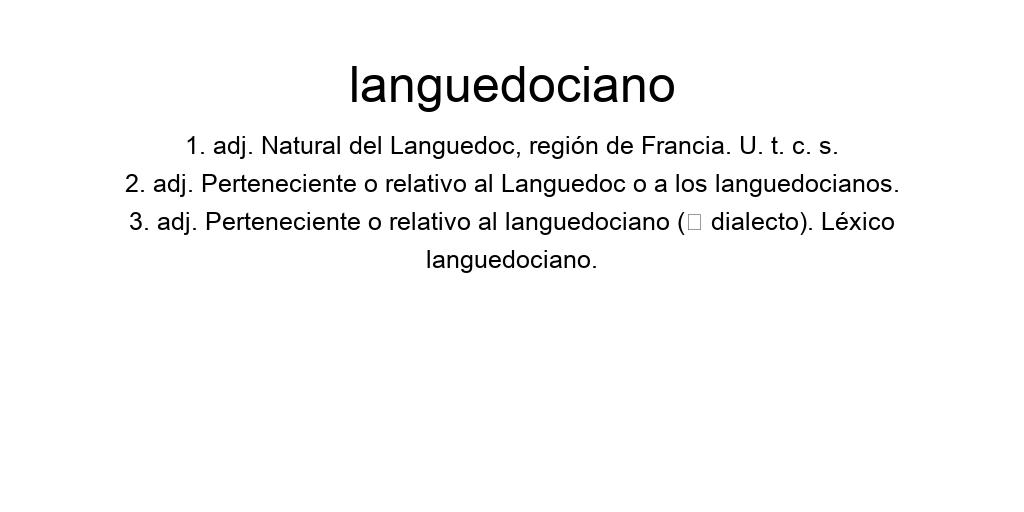 languedociano
1. adj. Natural del Languedoc, región de Francia. U. t. c. s.
2. adj. Perteneciente o relativo al Languedoc o a los languedocianos.
3. adj. Perteneciente o relativo al languedociano (□ dialecto). Léxico
languedociano.